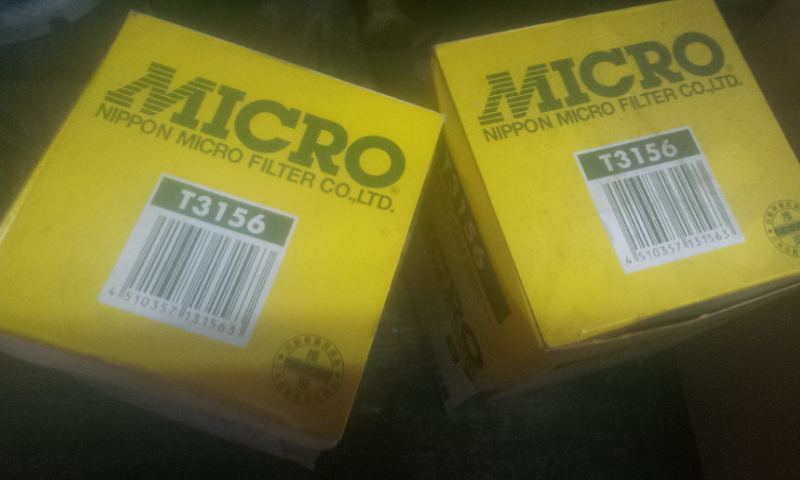 MICRO®
NIPPON MICRO FILTER CO.,LTD.
T3156
4 510357 131563
MICRO®
NIPPON MICRO FILTER CO.,LTD.
T3156
4 510357 131563
T3156